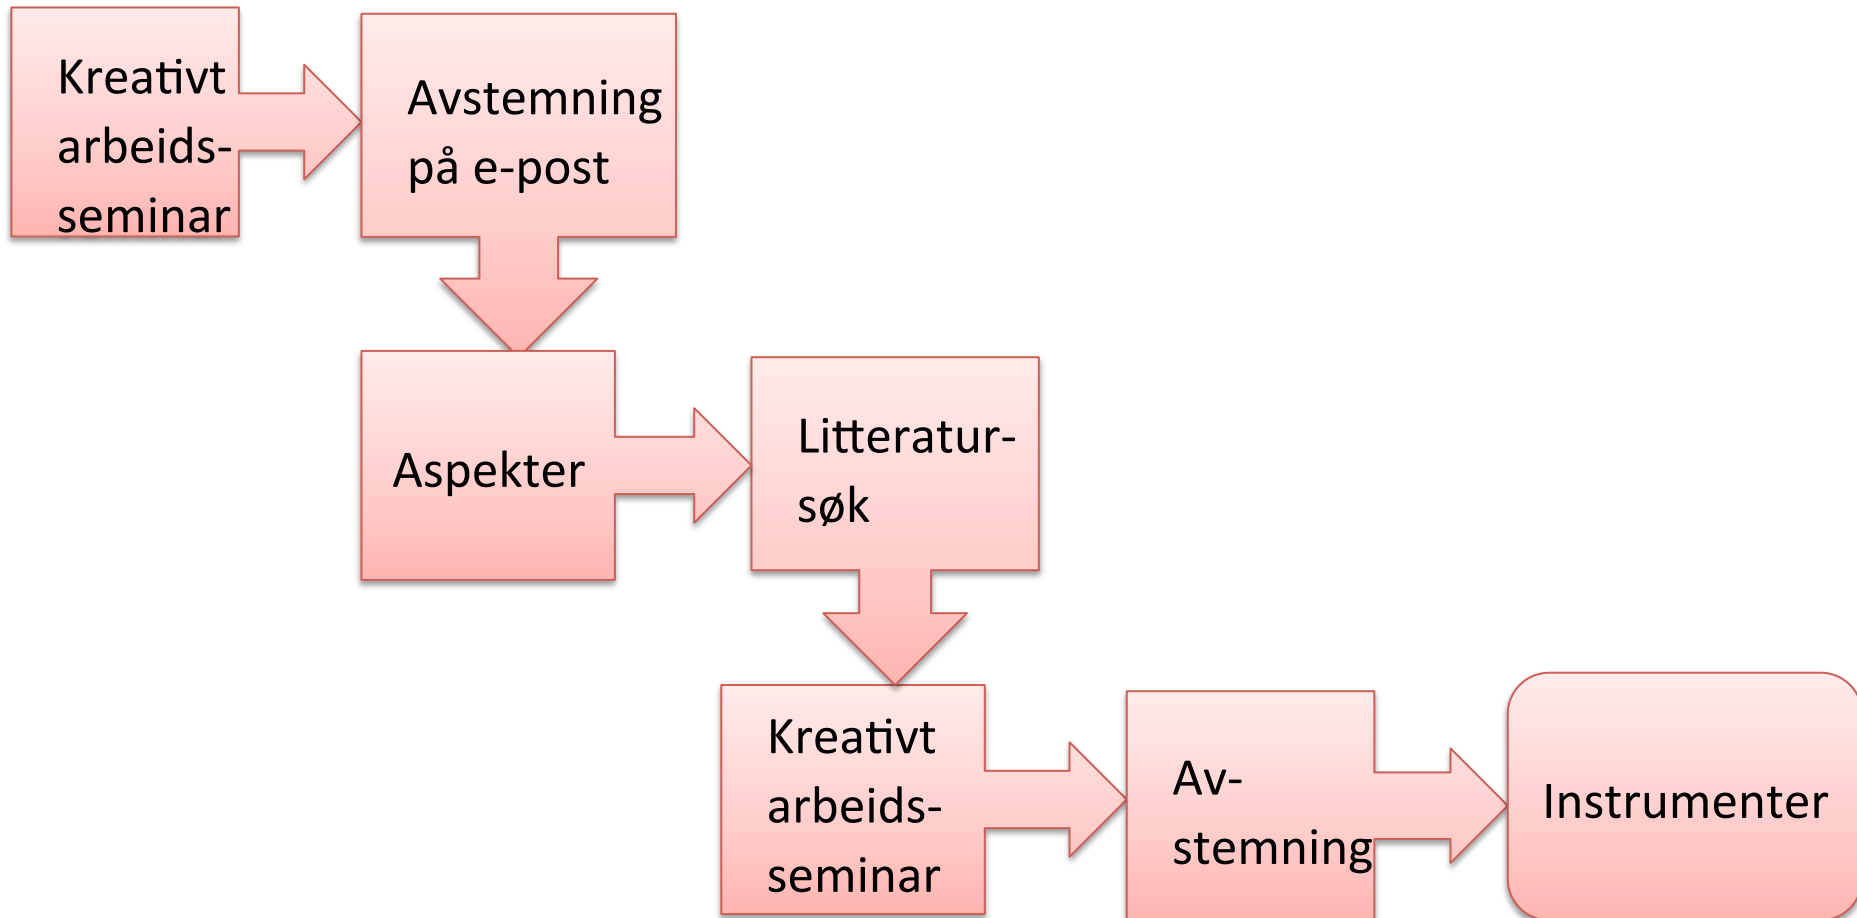 Kreativt
arbeids-
seminar
Avstemning
på e-post
Aspekter
Litteratur-
søk
Kreativt
arbeids-
seminar
Av-
stemning
Instrumenter